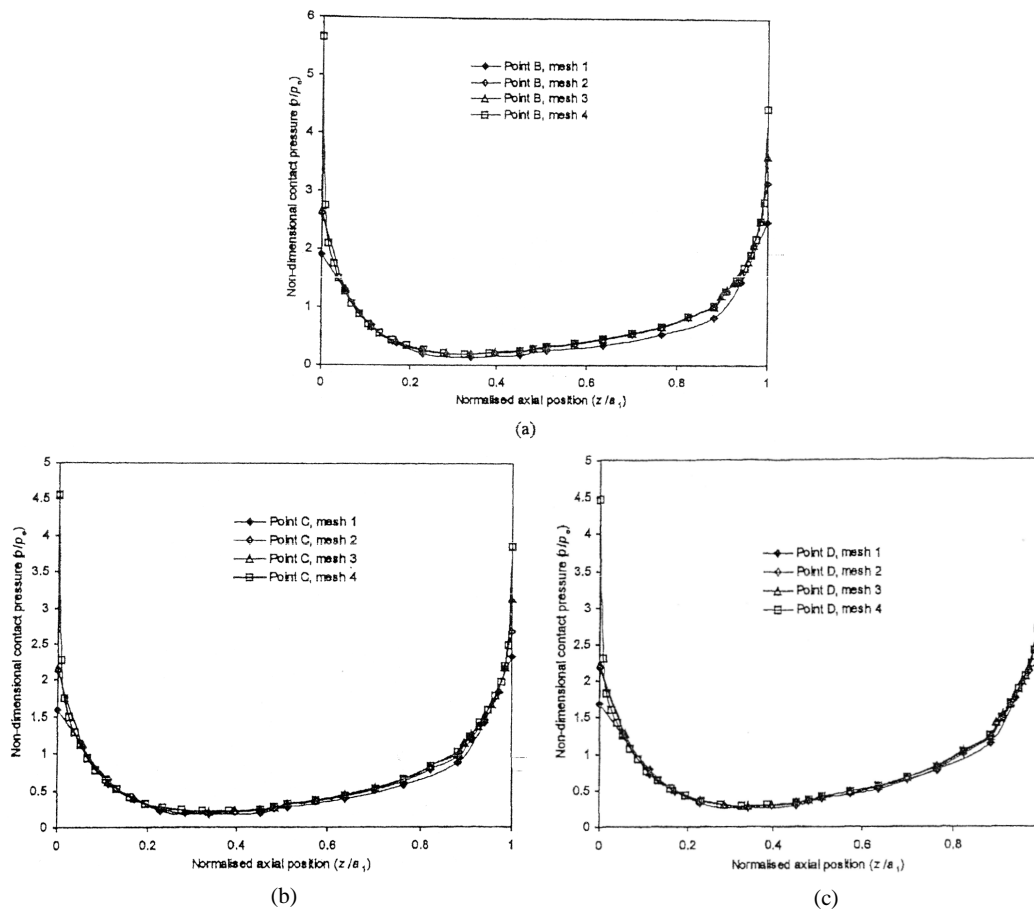 6
5
4
3
2
1
0
Non-dimensional contact pressure (p/pₒ)
Point B, mesh 1
Point B, mesh 2
Point B, mesh 3
Point B, mesh 4
0 0.2 0.4 0.6 0.8 1
Normalised axial position (z/a₁)
(a)
5
4.5
4
3.5
3
2.5
2
1.5
1
0.5
0
Non-dimensional contact pressure (p/pₒ)
Point C, mesh 1
Point C, mesh 2
Point C, mesh 3
Point C, mesh 4
0 0.2 0.4 0.6 0.8 1
Normalised axial position (z/a₁)
(b)
5
4.5
4
3.5
3
2.5
2
1.5
1
0.5
0
Non-dimensional contact pressure (p/pₒ)
Point D, mesh 1
Point D, mesh 2
Point D, mesh 3
Point D, mesh 4
0 0.2 0.4 0.6 0.8
Normalised axial position (z/a₁)
(c)